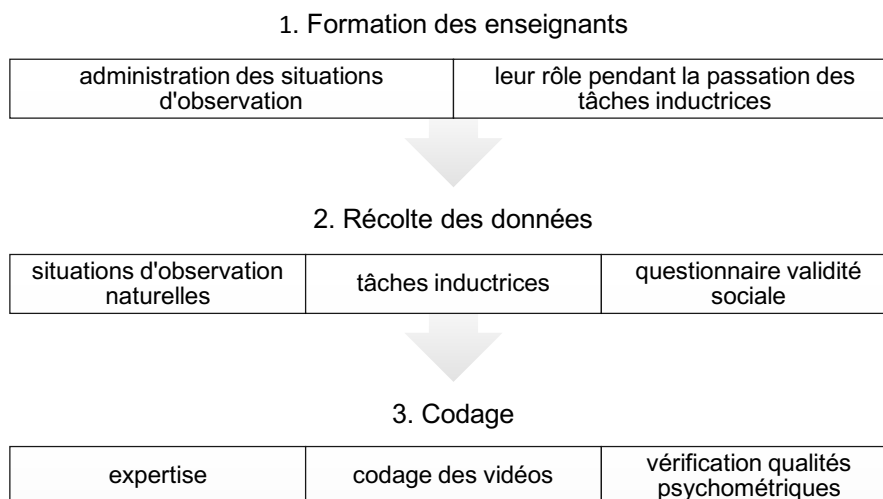 1. Formation des enseignants
administration des situations
d'observation
leur rôle pendant la passation des
tâches inductrices
2. Récolte des données
situations d'observation
naturelles
tâches inductrices
questionnaire validité
sociale
3. Codage
expertise
codage des vidéos
vérification qualités
psychométriques